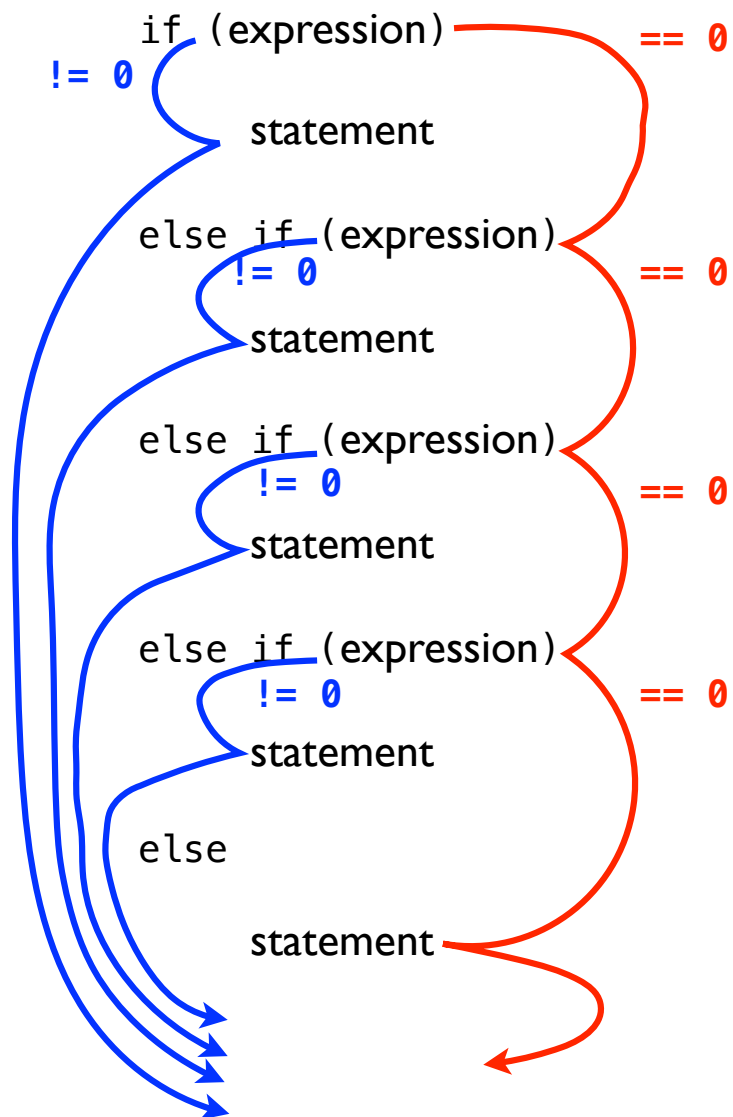 if (expression) == 0
!= 0
statement
else if (expression)
!= 0 == 0
statement
else if (expression)
!= 0 == 0
statement
else if (expression)
!= 0 == 0
statement
else
statement